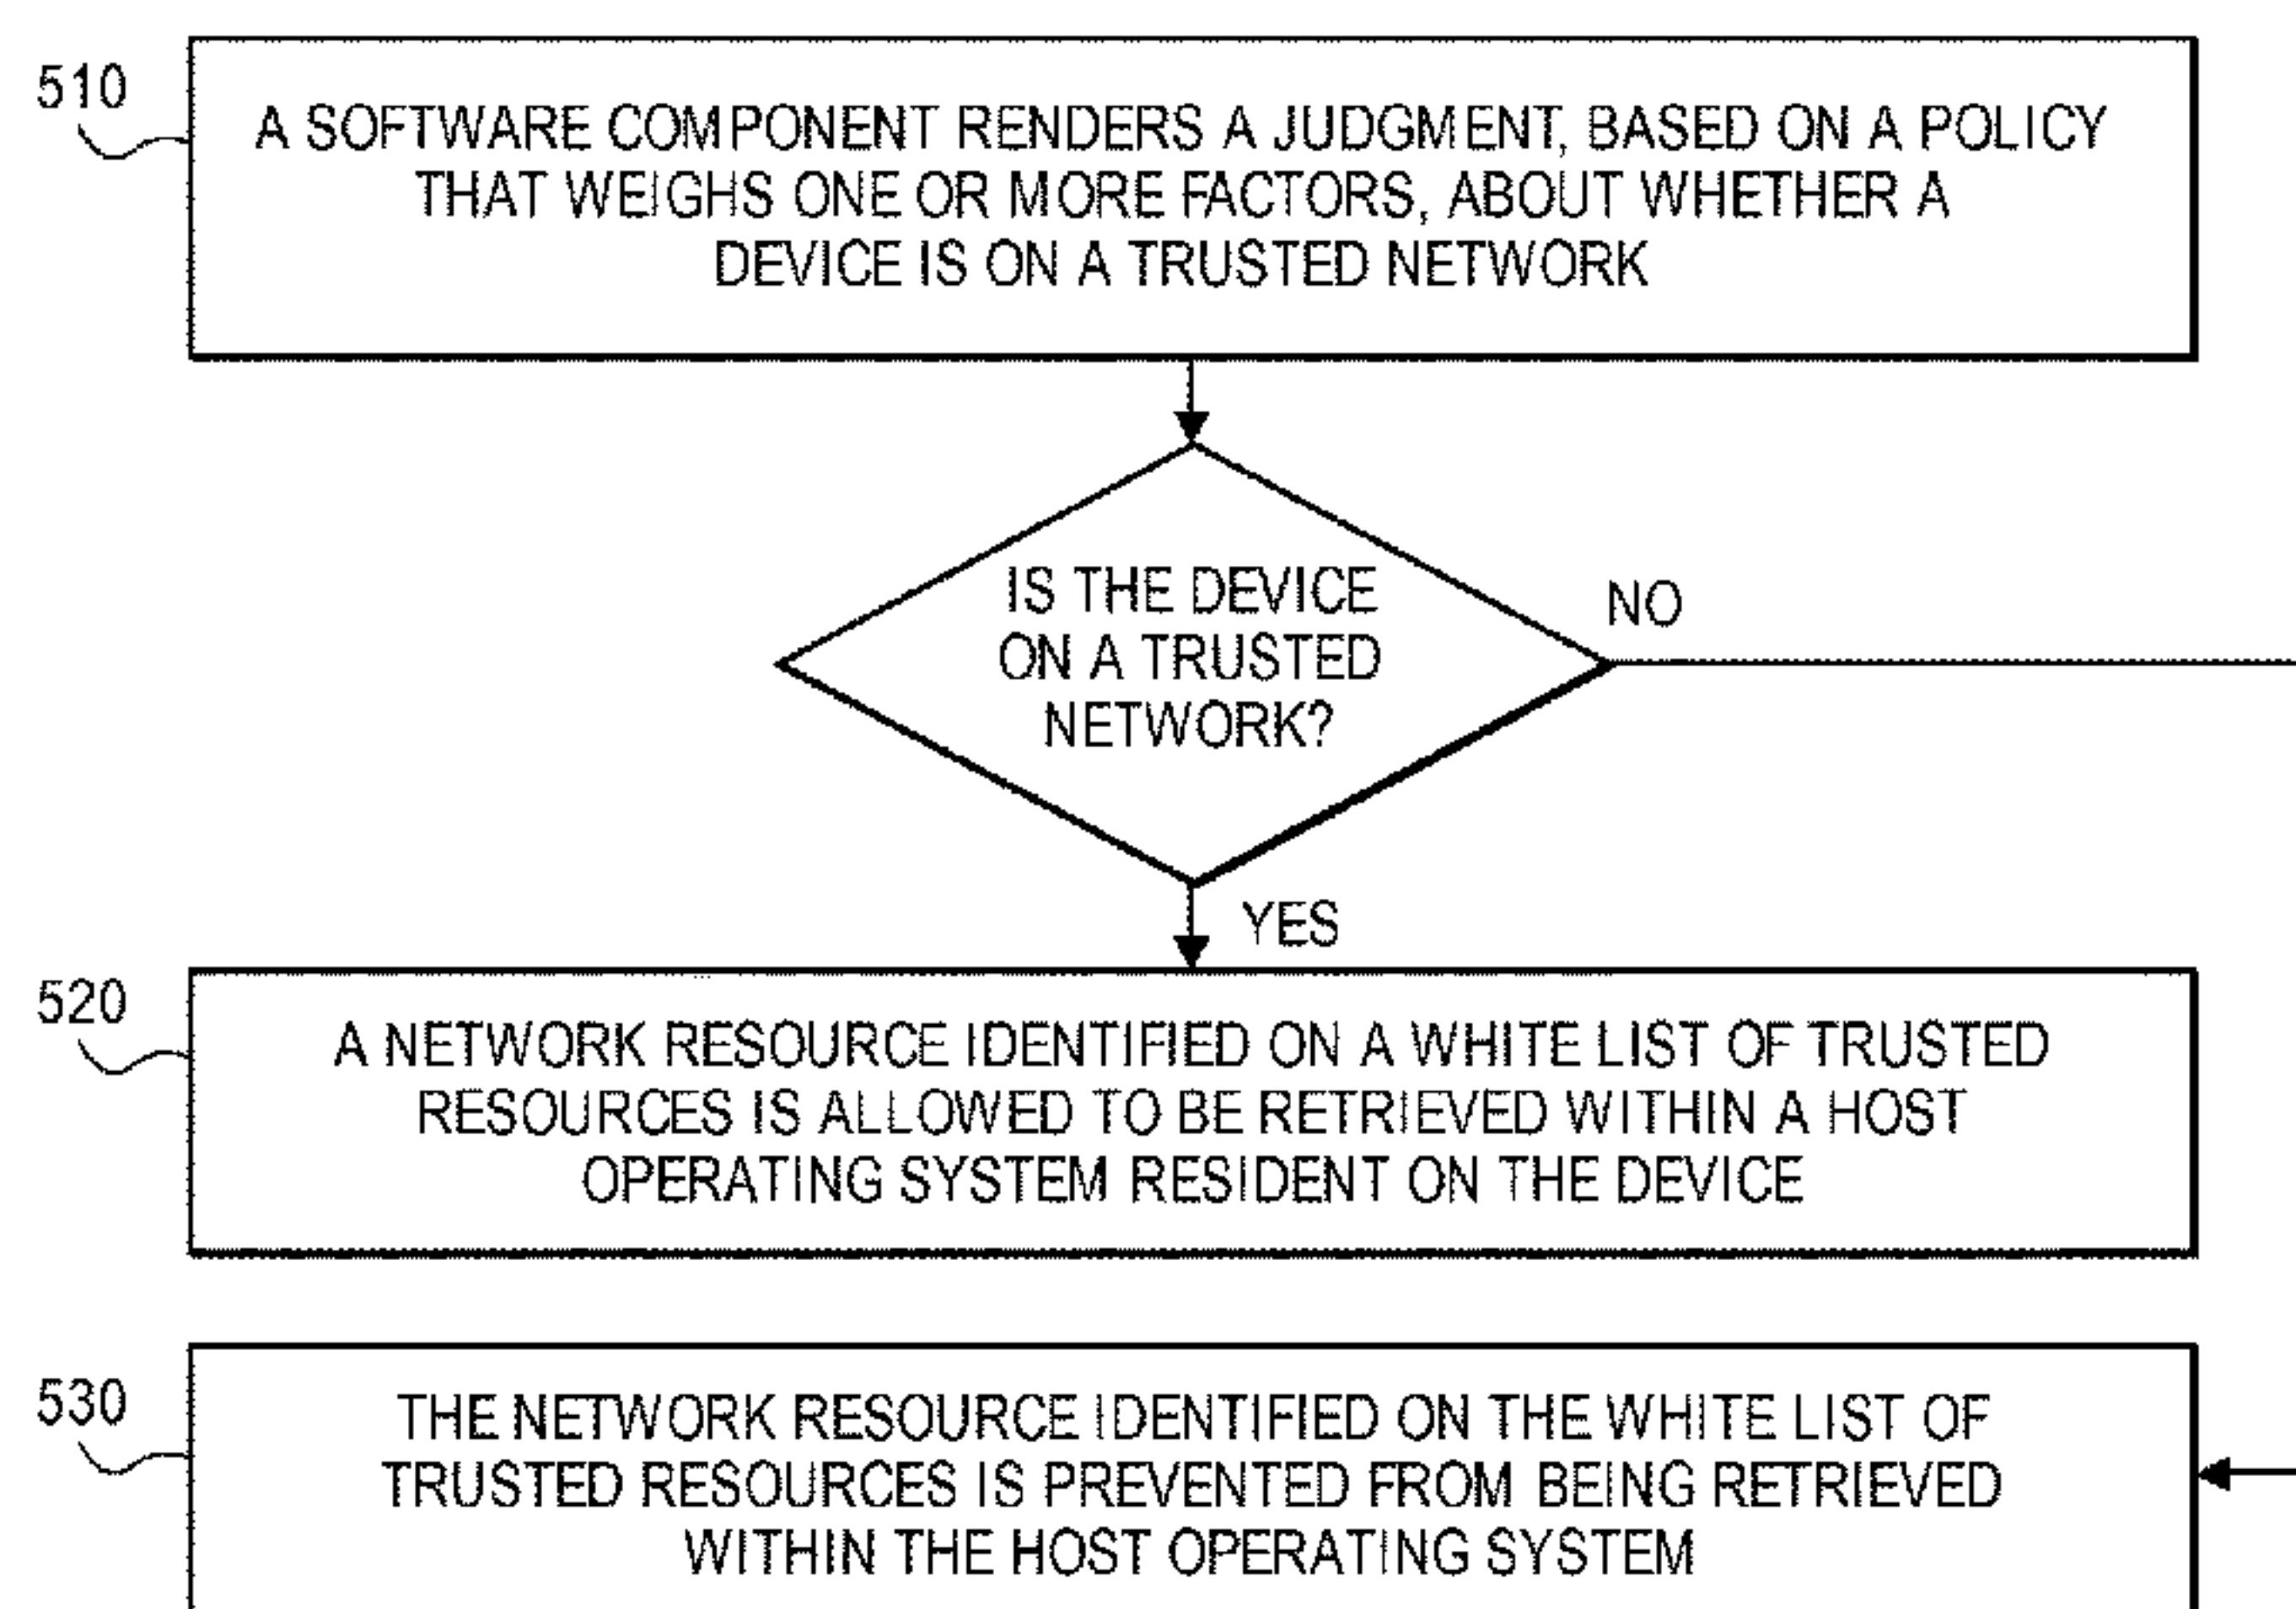 510
A SOFTWARE COMPONENT RENDERS A JUDGMENT, BASED ON A POLICY
THAT WEIGHS ONE OR MORE FACTORS, ABOUT WHETHER A
DEVICE IS ON A TRUSTED NETWORK
IS THE DEVICE
ON A TRUSTED
NETWORK?
NO
YES
520
A NETWORK RESOURCE IDENTIFIED ON A WHITE LIST OF TRUSTED
RESOURCES IS ALLOWED TO BE RETRIEVED WITHIN A HOST
OPERATING SYSTEM RESIDENT ON THE DEVICE
530
THE NETWORK RESOURCE IDENTIFIED ON THE WHITE LIST OF
TRUSTED RESOURCES IS PREVENTED FROM BEING RETRIEVED
WITHIN THE HOST OPERATING SYSTEM